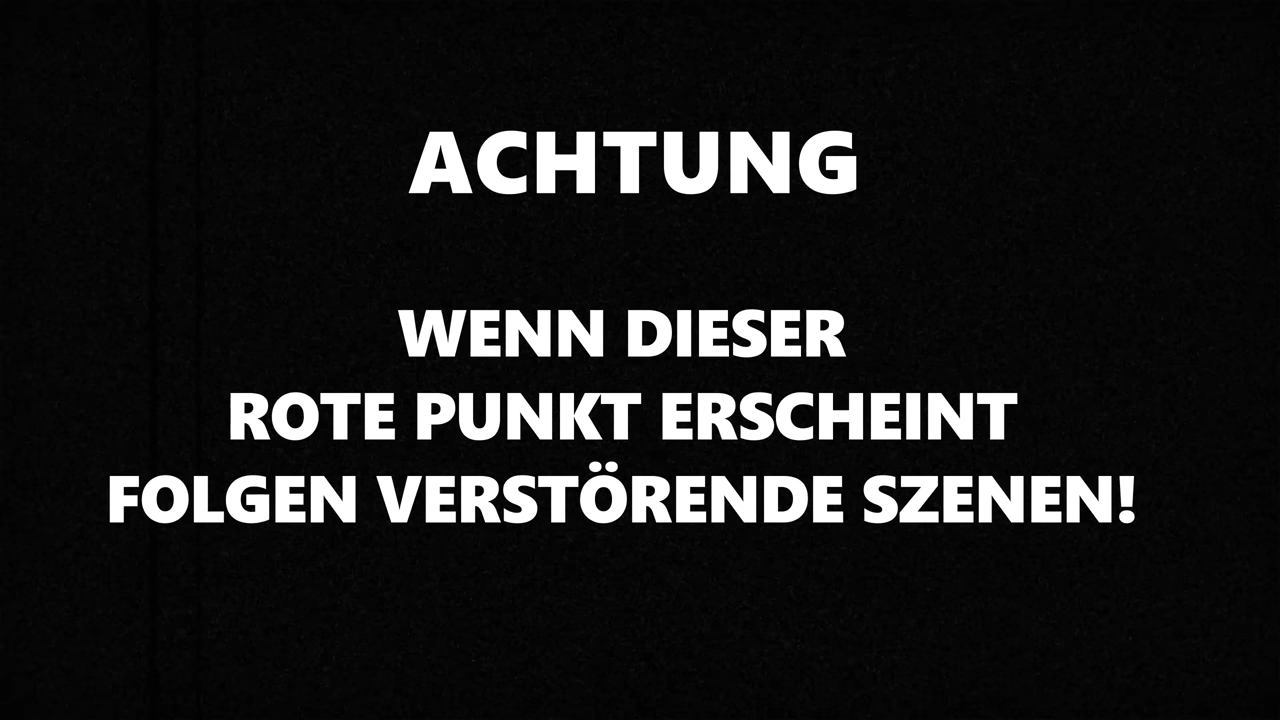 ACHTUNG
WENN DIESER
ROTE PUNKT ERSCHEINT
FOLGEN VERSTÖRENDE SZENEN!